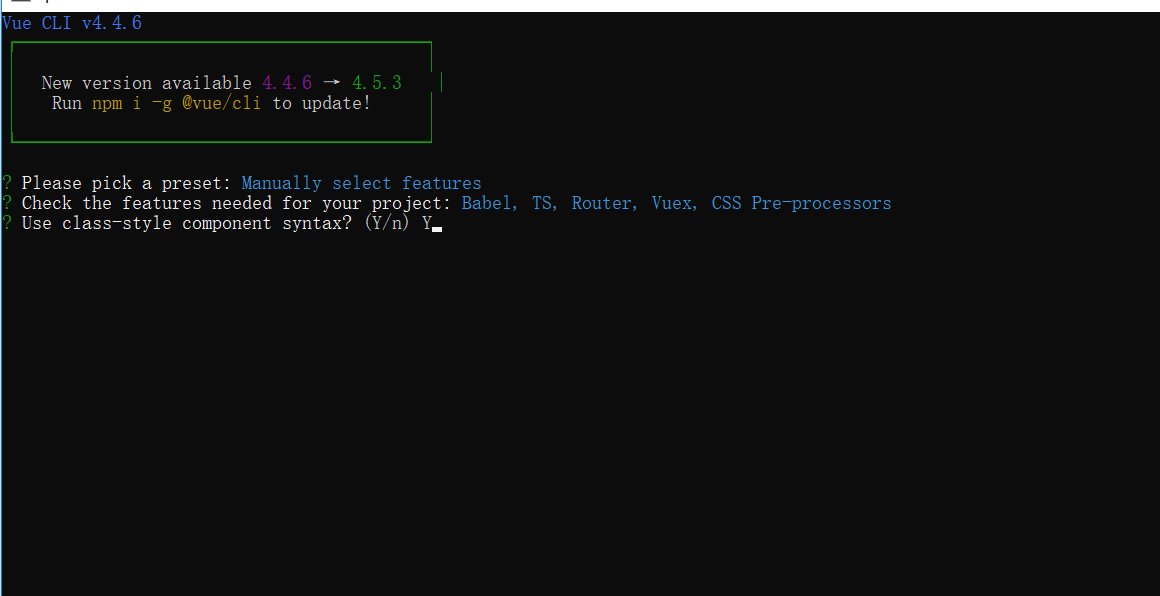 Vue CLI v4.4.6
New version available 4.4.6 → 4.5.3
Run npm i -g @vue/cli to update!
? Please pick a preset: Manually select features
? Check the features needed for your project: Babel, TS, Router, Vuex, CSS Pre-processors
? Use class-style component syntax? (Y/n) Y